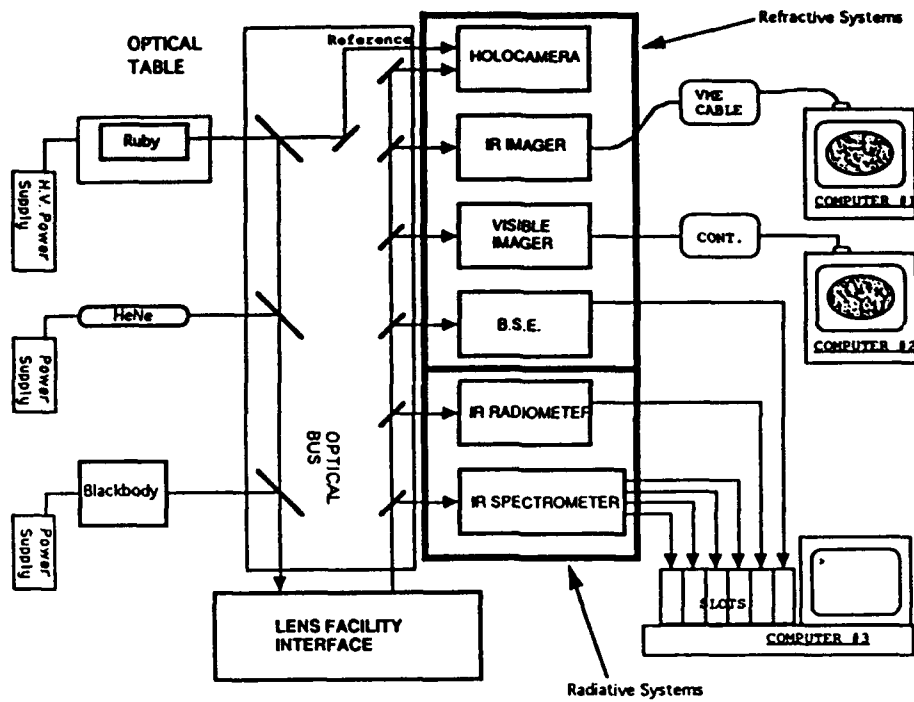 Refractive Systems
OPTICAL
TABLE
Reference
HOLOCAMERA
VME
CABLE
Ruby
IR IMAGER
H.V. Power
Supply
COMPUTER #1
VISIBLE
IMAGER
CONT.
HeNe
B.S.E.
Power
Supply
COMPUTER #2
IR RADIOMETER
OPTICAL
BUS
Blackbody
IR SPECTROMETER
Power
Supply
>
SLOTS
LENS FACILITY
INTERFACE
COMPUTER #3
Radiative Systems